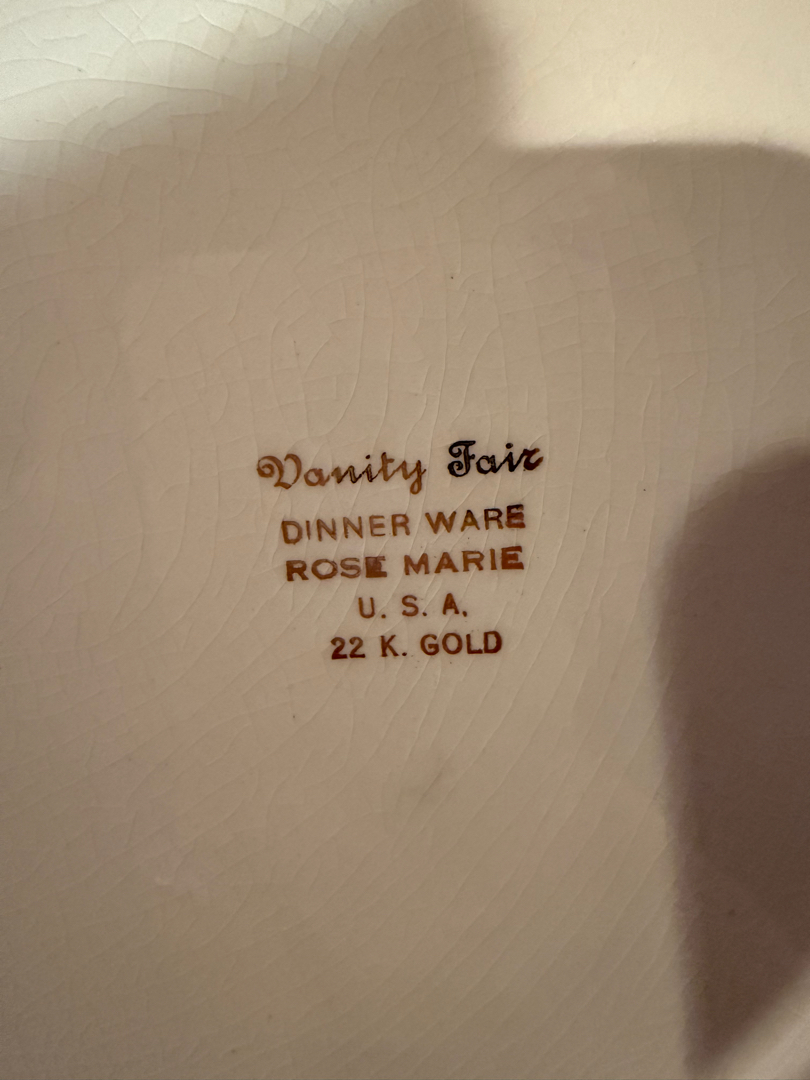 Vanity Fair
DINNER WARE
ROSE MARIE
U. S. A.
22 K. GOLD